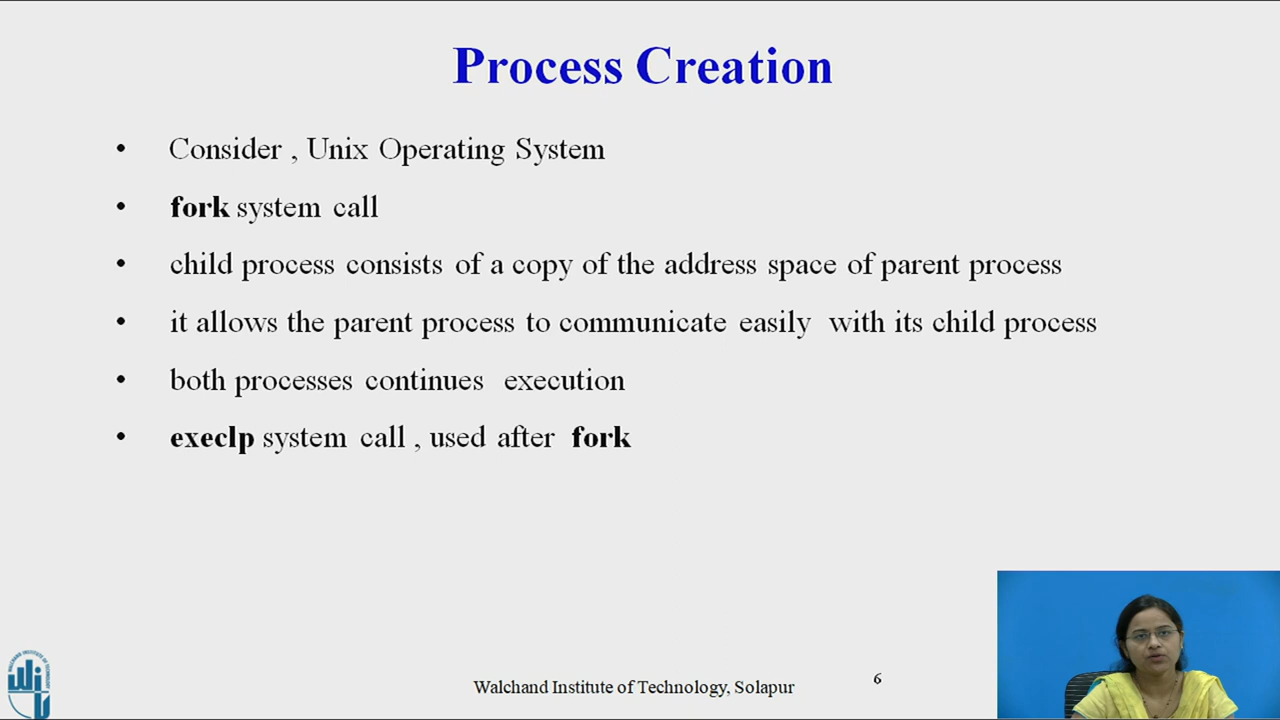 Process Creation
• Consider , Unix Operating System
• fork system call
• child process consists of a copy of the address space of parent process
• it allows the parent process to communicate easily with its child process
• both processes continues execution
• execlp system call , used after fork
Walchand Institute of Technology, Solapur
6